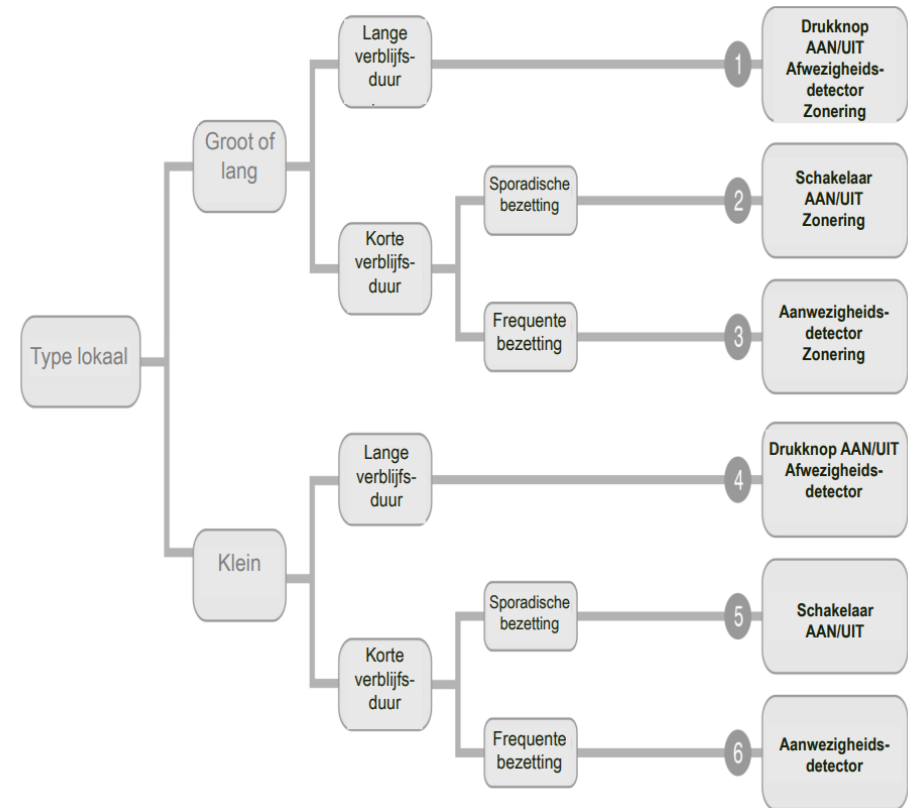 Type lokaal
Groot of
lang
Lange
verblijfs-
duur
1
Drukknop
AAN/UIT
Afwezigheids-
detector
Zonering
Korte
verblijfs-
duur
Sporadische
bezetting
2
Schakelaar
AAN/UIT
Zonering
Frequente
bezetting
3
Aanwezigheids-
detector
Zonering
Klein
Lange
verblijfs-
duur
4
Drukknop AAN/UIT
Afwezigheids-
detector
Korte
verblijfs-
duur
Sporadische
bezetting
5
Schakelaar
AAN/UIT
Frequente
bezetting
6
Aanwezigheids-
detector